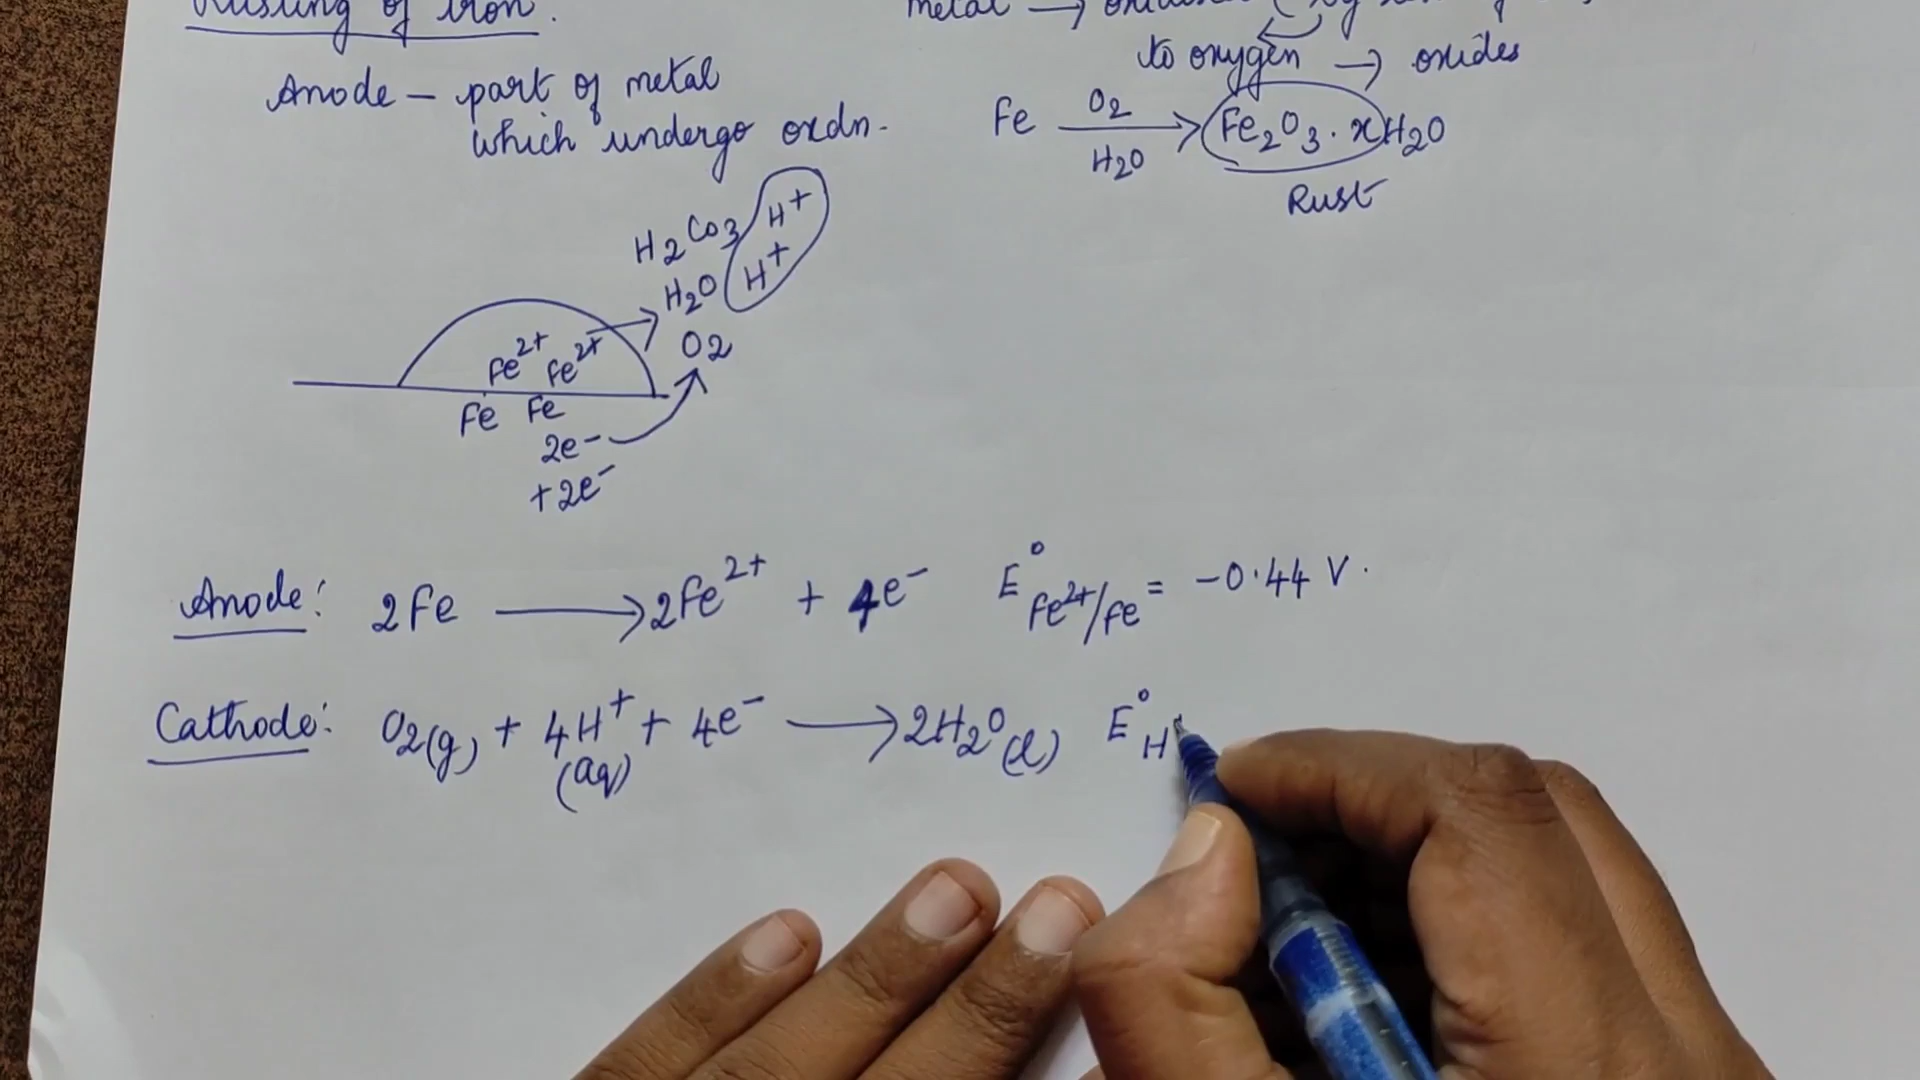 Rusting of iron.
Anode – part of metal
which undergo oxdn.
metal →
to oxygen → oxides
Fe O2 H2O → Fe2O3 . xH2O
Rust
H2CO3 H+
H2O H+
O2
Fe2+ Fe2+
Fe Fe
2e-
+2e-
Anode: 2Fe → 2Fe2+ + 4e- E° Fe2+/Fe = -0.44 V.
Cathode: O2(g) + 4H+ (aq) + 4e- → 2H2O(l) E° H